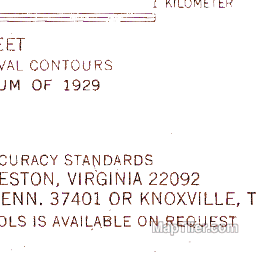 1 KILOMETER
EET
VAL CONTOURS
UM OF 1929
CURACY STANDARDS
ESTON, VIRGINIA 22092
ENN. 37401 OR KNOXVILLE, T
OLS IS AVAILABLE ON REQUEST
MapTiler.com